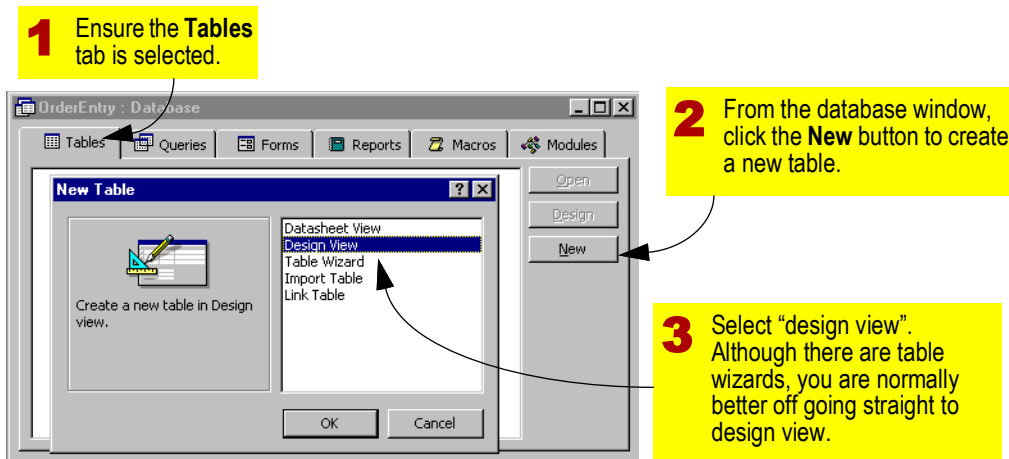 1 Ensure the Tables
tab is selected.
OrderEntry : Database
Tables Queries Forms Reports Macros Modules
2 From the database window,
click the New button to create
a new table.
Open
Design
New
New Table
Create a new table in Design
view.
Datasheet View
Design View
Table Wizard
Import Table
Link Table
OK Cancel
3 Select “design view”.
Although there are table
wizards, you are normally
better off going straight to
design view.